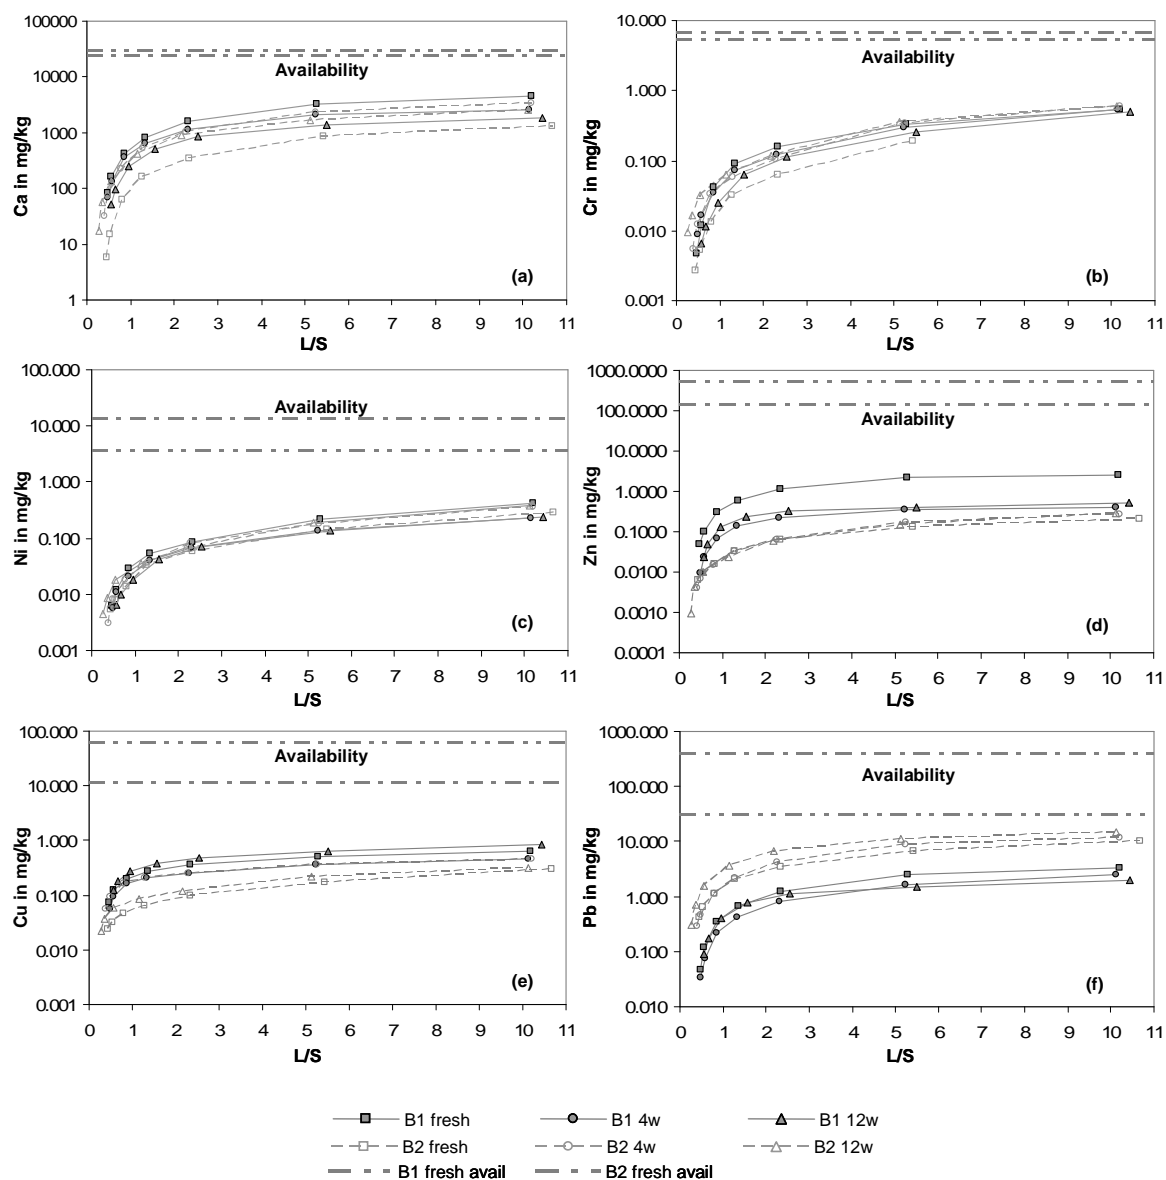 100000
10000
1000
100
10
1
Ca in mg/kg
Availability
(a)
0 1 2 3 4 5 6 7 8 9 10 11
L/S
10.000
1.000
0.100
0.010
0.001
Cr in mg/kg
Availability
(b)
0 1 2 3 4 5 6 7 8 9 10 11
L/S
100.000
10.000
1.000
0.100
0.010
0.001
Ni in mg/kg
Availability
(c)
0 1 2 3 4 5 6 7 8 9 10 11
L/S
1000.0000
100.0000
10.0000
1.0000
0.1000
0.0100
0.0010
0.0001
Zn in mg/kg
Availability
(d)
0 1 2 3 4 5 6 7 8 9 10 11
L/S
100.000
10.000
1.000
0.100
0.010
0.001
Cu in mg/kg
Availability
(e)
0 1 2 3 4 5 6 7 8 9 10 11
L/S
1000.000
100.000
10.000
1.000
0.100
0.010
Pb in mg/kg
Availability
(f)
0 1 2 3 4 5 6 7 8 9 10 11
L/S
B1 fresh B1 4w B1 12w
B2 fresh B2 4w B2 12w
B1 fresh avail B2 fresh avail